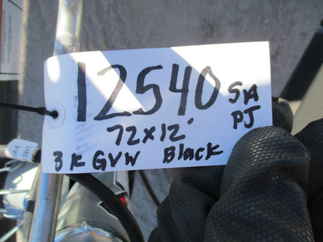 12540 SA
PJ
72x12'
3K GVW Black